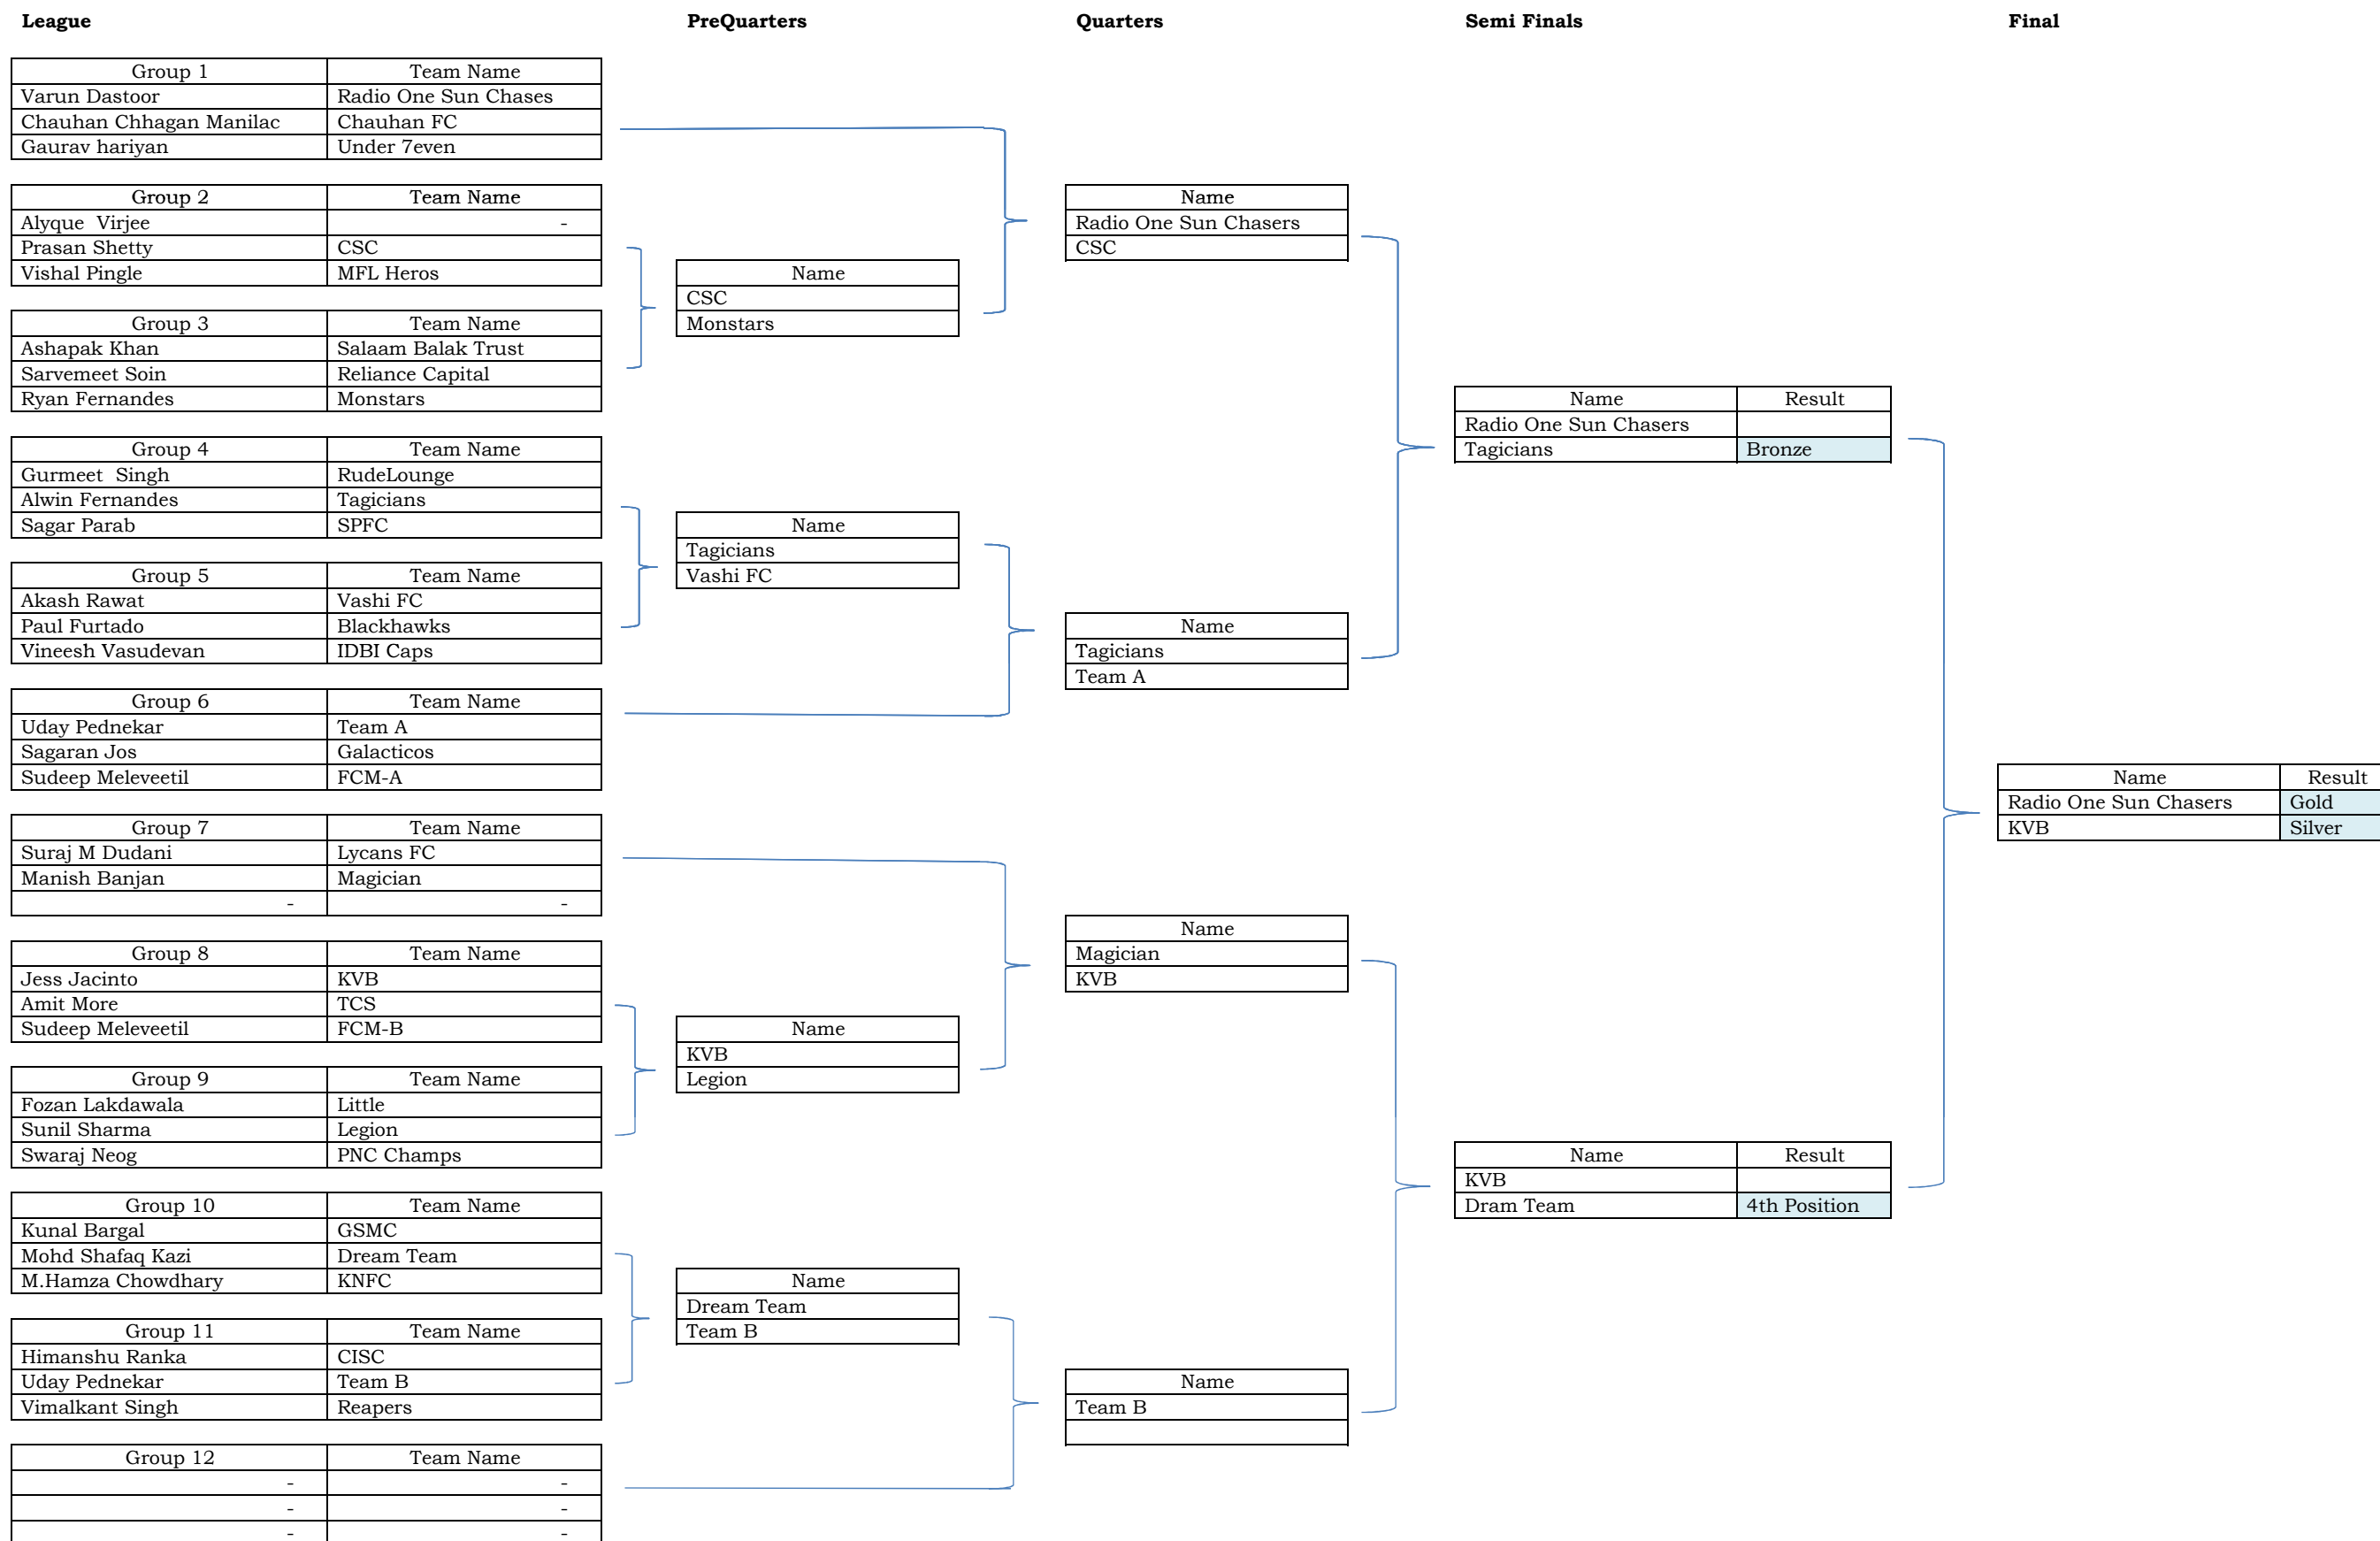 League PreQuarters Quarters Semi Finals Final
Group 1 Team Name
Varun Dastoor Radio One Sun Chases
Chauhan Chhagan Manilac Chauhan FC
Gaurav hariyan Under 7even
Group 2 Team Name
Alyque  Virjee -
Prasan Shetty CSC
Vishal Pingle MFL Heros
Group 3 Team Name
Ashapak Khan Salaam Balak Trust
Sarvemeet Soin Reliance Capital
Ryan Fernandes Monstars
Group 4 Team Name
Gurmeet  Singh RudeLounge
Alwin Fernandes Tagicians
Sagar Parab SPFC
Group 5 Team Name
Akash Rawat Vashi FC
Paul Furtado Blackhawks
Vineesh Vasudevan IDBI Caps
Group 6 Team Name
Uday Pednekar Team A
Sagaran Jos Galacticos
Sudeep Meleveetil FCM-A
Group 7 Team Name
Suraj M Dudani Lycans FC
Manish Banjan Magician
- -
Group 8 Team Name
Jess Jacinto KVB
Amit More TCS
Sudeep Meleveetil FCM-B
Group 9 Team Name
Fozan Lakdawala Little
Sunil Sharma Legion
Swaraj Neog PNC Champs
Group 10 Team Name
Kunal Bargal GSMC
Mohd Shafaq Kazi Dream Team
M.Hamza Chowdhary KNFC
Group 11 Team Name
Himanshu Ranka CISC
Uday Pednekar Team B
Vimalkant Singh Reapers
Group 12 Team Name
- -
- -
- -
Name
CSC
Monstars
Name
Tagicians
Vashi FC
Name
KVB
Legion
Name
Dream Team
Team B
Name
Radio One Sun Chasers
CSC
Name
Tagicians
Team A
Name
Magician
KVB
Name
Team B
Name Result
Radio One Sun Chasers
Tagicians Bronze
Name Result
KVB
Dram Team 4th Position
Name Result
Radio One Sun Chasers Gold
KVB Silver